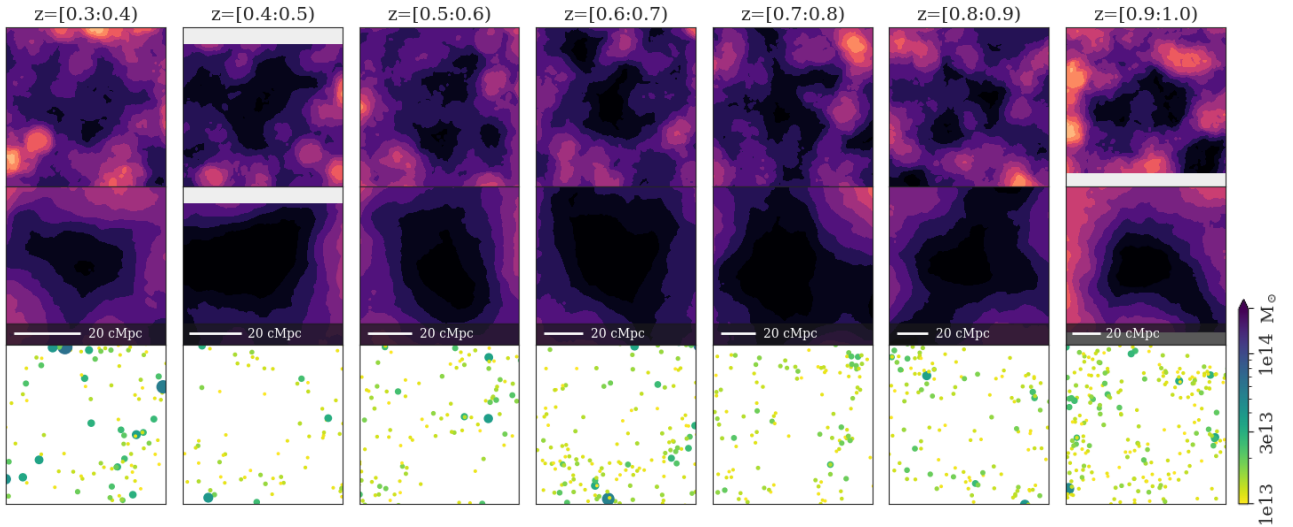 z=[0.3:0.4)
z=[0.4:0.5)
z=[0.5:0.6)
z=[0.6:0.7)
z=[0.7:0.8)
z=[0.8:0.9)
z=[0.9:1.0)
20 cMpc
20 cMpc
20 cMpc
20 cMpc
20 cMpc
20 cMpc
20 cMpc
1e13
3e13
1e14
M⊙